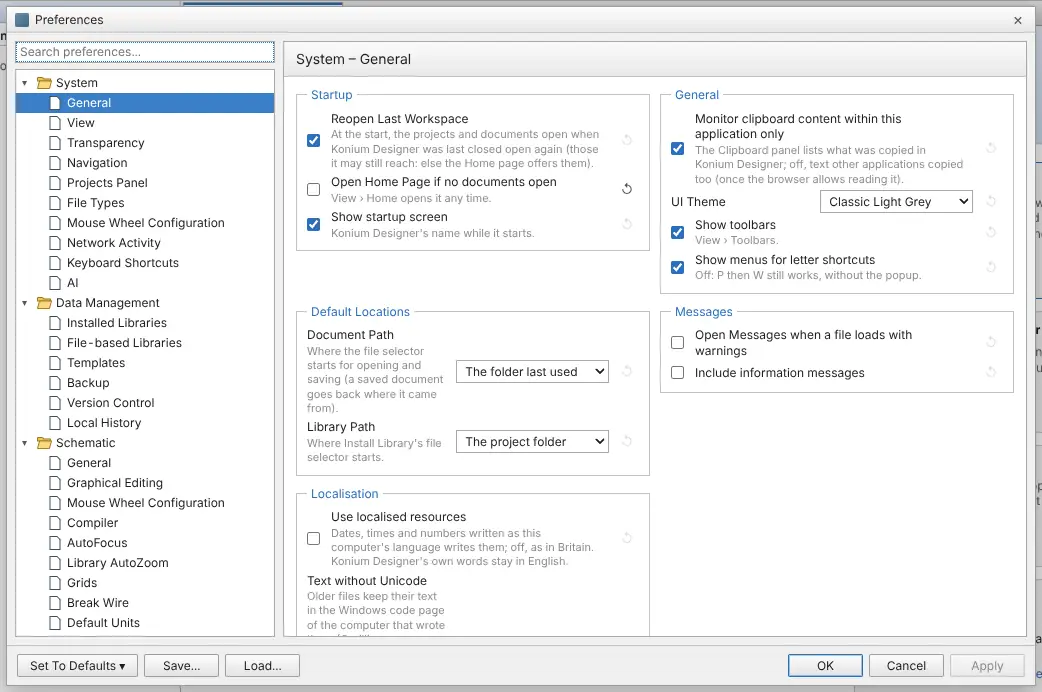 Preferences
Search preferences...
System
General
View
Transparency
Navigation
Projects Panel
File Types
Mouse Wheel Configuration
Network Activity
Keyboard Shortcuts
AI
Data Management
Installed Libraries
File-based Libraries
Templates
Backup
Version Control
Local History
Schematic
General
Graphical Editing
Mouse Wheel Configuration
Compiler
AutoFocus
Library AutoZoom
Grids
Break Wire
Default Units
System – General
Startup
Reopen Last Workspace
At the start, the projects and documents open when
Konium Designer was last closed open again (those
it may still reach: else the Home page offers them).
Open Home Page if no documents open
View › Home opens it any time.
Show startup screen
Konium Designer's name while it starts.
General
Monitor clipboard content within this
application only
The Clipboard panel lists what was copied in
Konium Designer; off, text other applications copied
too (once the browser allows reading it).
UI Theme
Classic Light Grey
Show toolbars
View › Toolbars.
Show menus for letter shortcuts
Off: P then W still works, without the popup.
Default Locations
Document Path
Where the file selector
starts for opening and
saving (a saved document
goes back where it came
from).
The folder last used
Library Path
Where Install Library's file
selector starts.
The project folder
Messages
Open Messages when a file loads with
warnings
Include information messages
Localisation
Use localised resources
Dates, times and numbers written as this
computer's language writes them; off, as in Britain.
Konium Designer's own words stay in English.
Text without Unicode
Older files keep their text
in the Windows code page
of the computer that wrote
Set To Defaults ▾
Save...
Load...
OK
Cancel
Apply